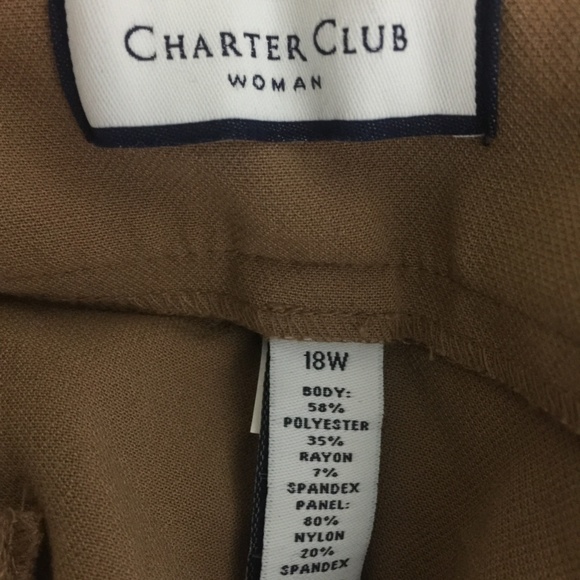 CHARTER CLUB
WOMAN
18W
BODY:
58%
POLYESTER
35%
RAYON
7%
SPANDEX
PANEL:
80%
NYLON
20%
SPANDEX